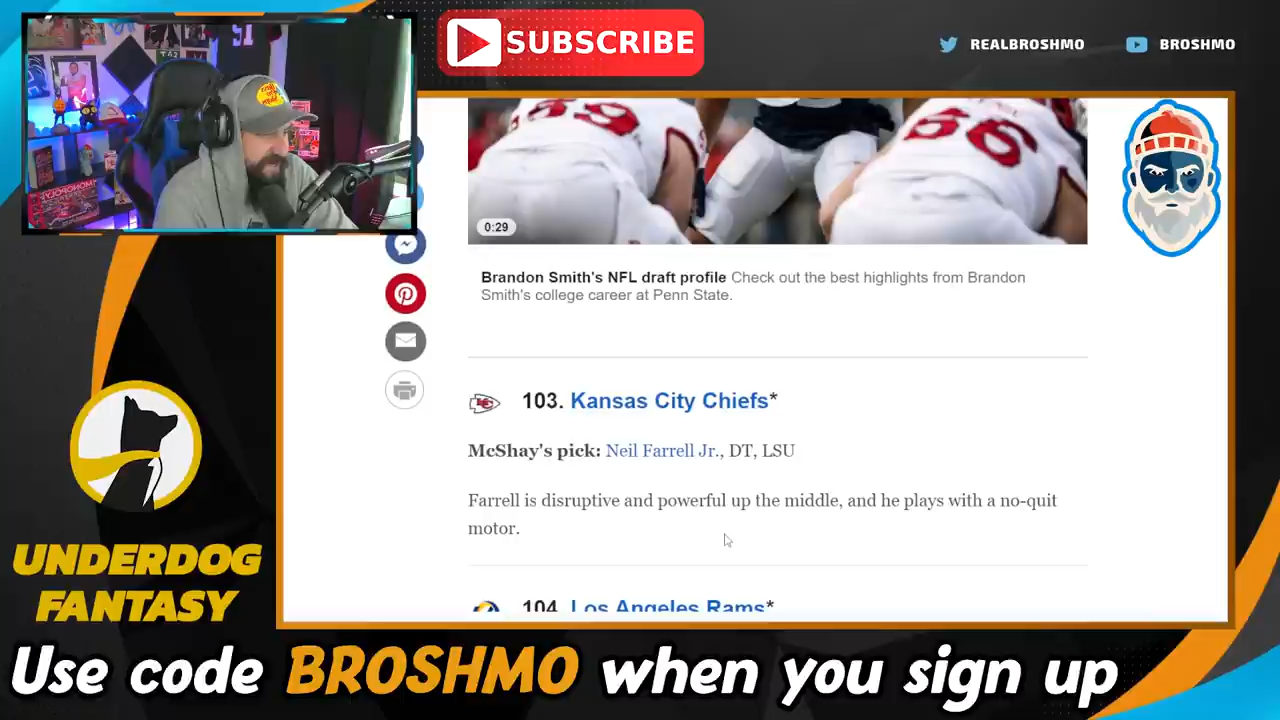 SUBSCRIBE
REALBROSHMO
BROSHMO
MONOPOLY
0:29
Brandon Smith's NFL draft profile Check out the best highlights from Brandon
Smith's college career at Penn State.
103. Kansas City Chiefs*
McShay's pick: Neil Farrell Jr., DT, LSU
Farrell is disruptive and powerful up the middle, and he plays with a no-quit
motor.
104. Los Angeles Rams*
UNDERDOG
FANTASY
Use code BROSHMO when you sign up